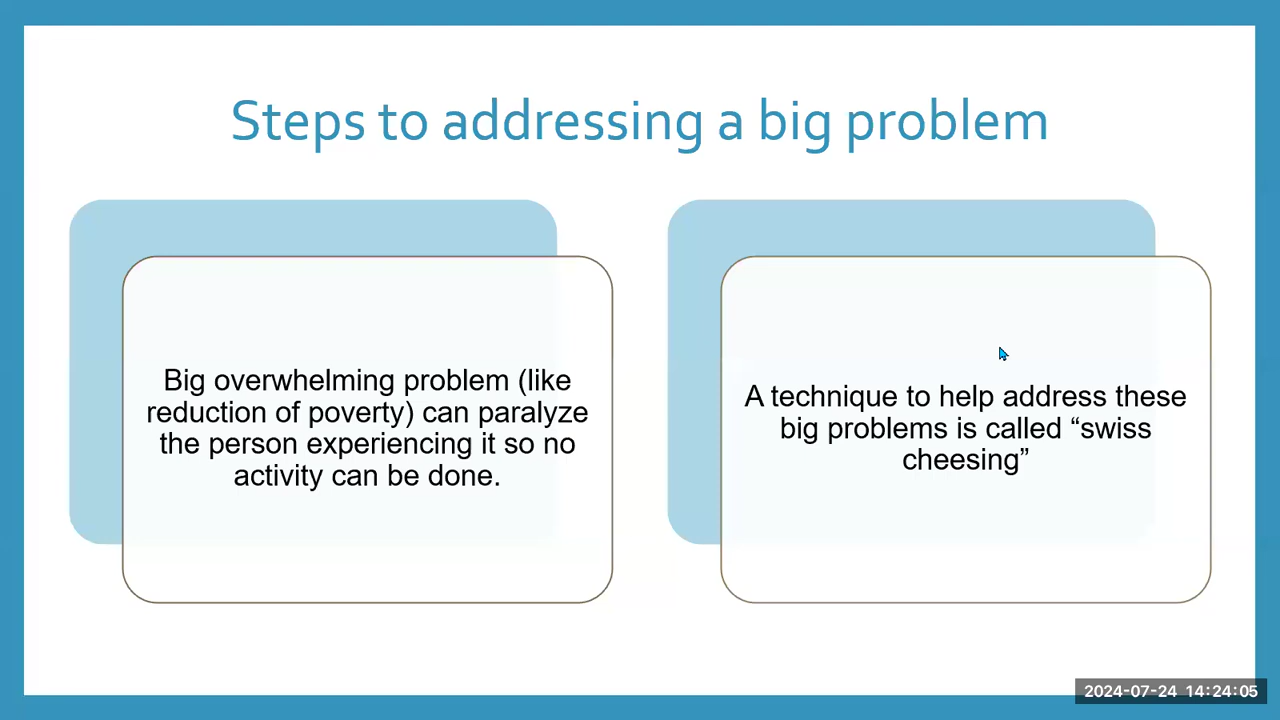 Steps to addressing a big problem
Big overwhelming problem (like
reduction of poverty) can paralyze
the person experiencing it so no
activity can be done.
A technique to help address these
big problems is called “swiss
cheesing”
2024-07-24 14:24:05